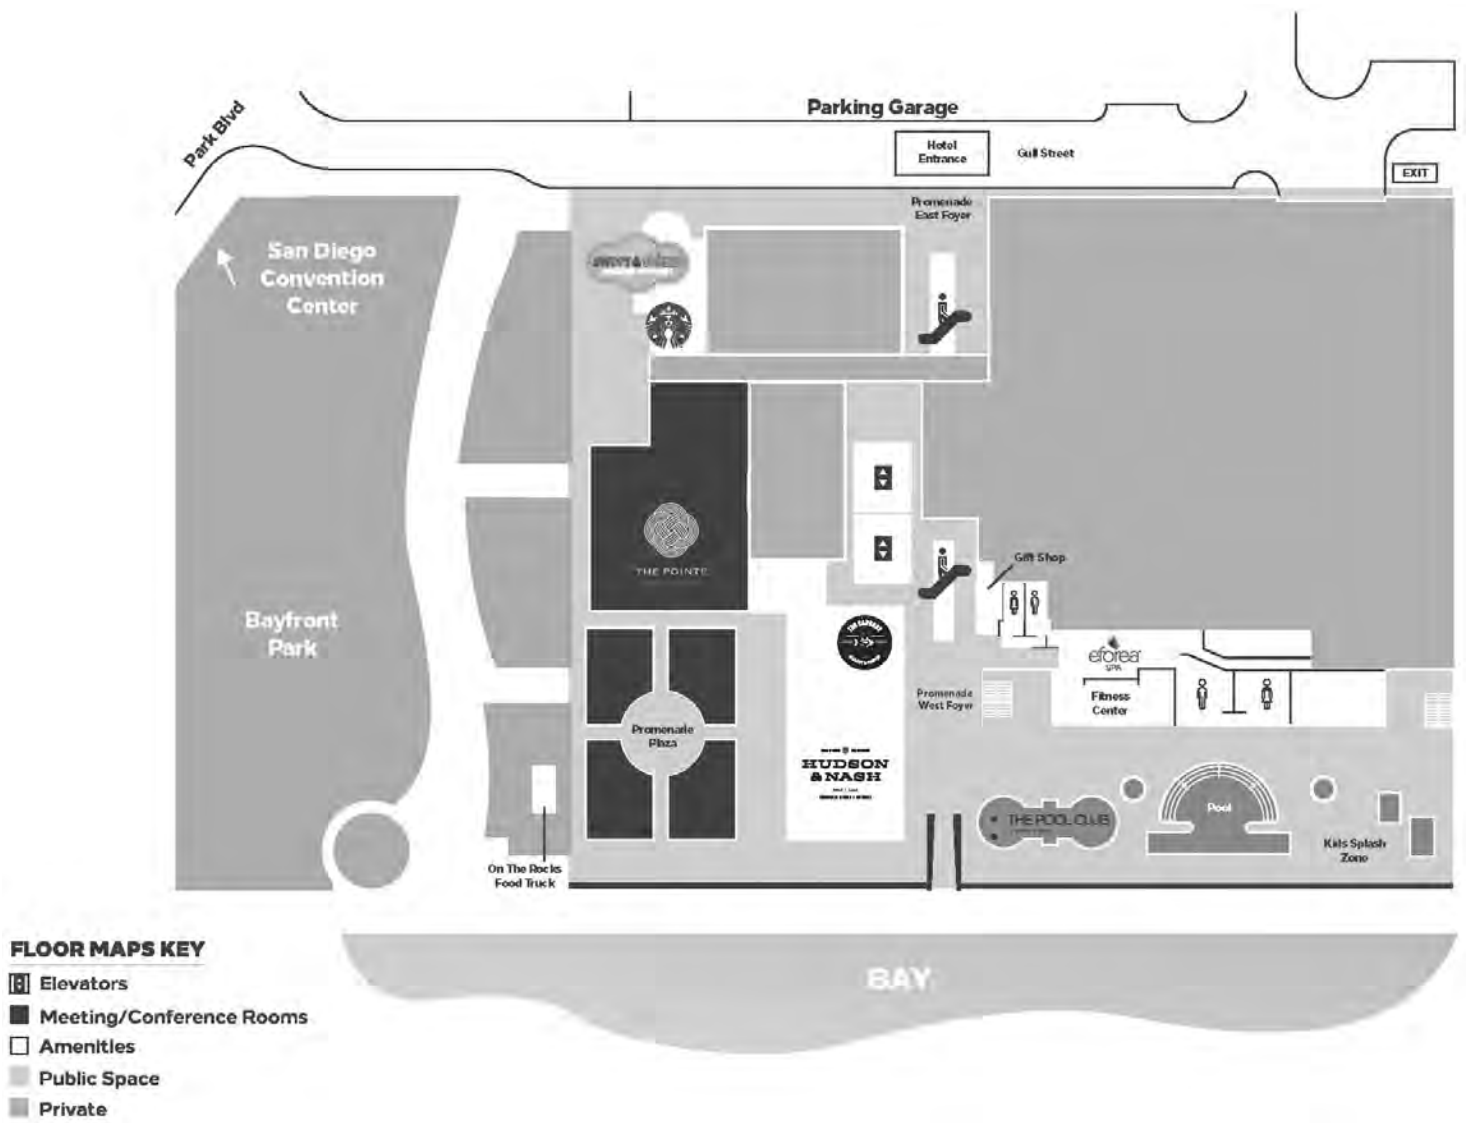 Parking Garage
Park Blvd
Hotel
Entrance
Gull Street
EXIT
Promenade
East Foyer
San Diego
Convention
Center
THE POINTE
Gift Shop
Bayfront
Park
eforea
SPA
Fitness
Center
Promenade
West Foyer
Promenade
Plaza
HUDSON
& NASH
THE POOL CLUB
Pool
Kids Splash
Zone
On The Rocks
Food Truck
BAY
FLOOR MAPS KEY
Elevators
Meeting/Conference Rooms
Amenities
Public Space
Private